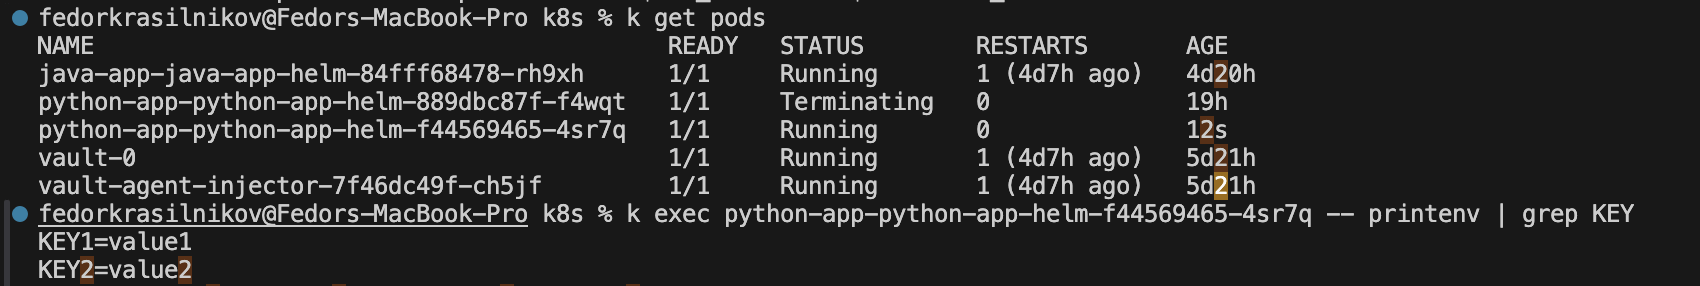 fedorkrasilnikov@Fedors-MacBook-Pro k8s % k get pods
NAME READY STATUS RESTARTS AGE
java-app-java-app-helm-84fff68478-rh9xh 1/1 Running 1 (4d7h ago) 4d20h
python-app-python-app-helm-889dbc87f-f4wqt 1/1 Terminating 0 19h
python-app-python-app-helm-f44569465-4sr7q 1/1 Running 0 12s
vault-0 1/1 Running 1 (4d7h ago) 5d21h
vault-agent-injector-7f46dc49f-ch5jf 1/1 Running 1 (4d7h ago) 5d21h
fedorkrasilnikov@Fedors-MacBook-Pro k8s % k exec python-app-python-app-helm-f44569465-4sr7q -- printenv | grep KEY
KEY1=value1
KEY2=value2